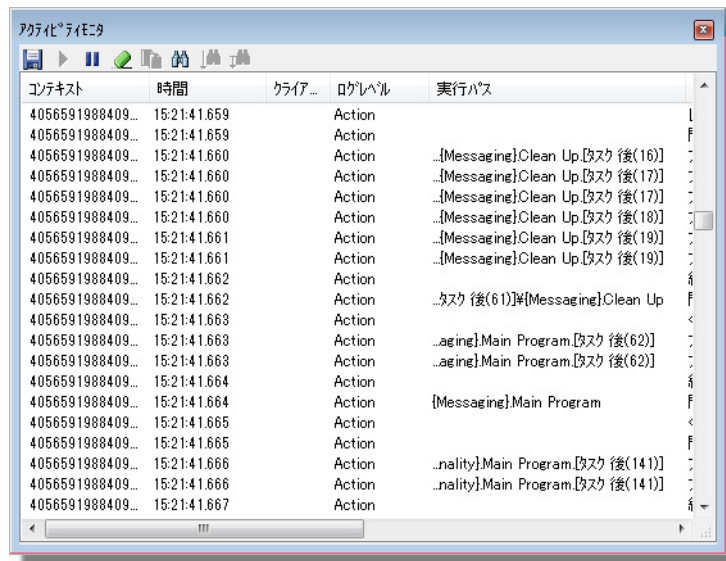 ｱｸﾃｨﾋﾞﾃｨﾓﾆﾀ
コンテキスト 時間 クライア... ログレベル 実行パス
4056591988409... 15:21:41.659 Action
4056591988409... 15:21:41.659 Action
4056591988409... 15:21:41.660 Action ...{Messaging}.Clean Up.[タスク 後(16)]
4056591988409... 15:21:41.660 Action ...{Messaging}.Clean Up.[タスク 後(17)]
4056591988409... 15:21:41.660 Action ...{Messaging}.Clean Up.[タスク 後(17)]
4056591988409... 15:21:41.660 Action ...{Messaging}.Clean Up.[タスク 後(18)]
4056591988409... 15:21:41.661 Action ...{Messaging}.Clean Up.[タスク 後(19)]
4056591988409... 15:21:41.661 Action ...{Messaging}.Clean Up.[タスク 後(19)]
4056591988409... 15:21:41.662 Action
4056591988409... 15:21:41.662 Action ...タスク 後(61)]¥{Messaging}.Clean Up
4056591988409... 15:21:41.663 Action
4056591988409... 15:21:41.663 Action ...aging}.Main Program.[タスク 後(62)]
4056591988409... 15:21:41.663 Action ...aging}.Main Program.[タスク 後(62)]
4056591988409... 15:21:41.664 Action
4056591988409... 15:21:41.664 Action {Messaging}.Main Program
4056591988409... 15:21:41.665 Action
4056591988409... 15:21:41.665 Action
4056591988409... 15:21:41.666 Action ...nality}.Main Program.[タスク 後(141)]
4056591988409... 15:21:41.666 Action ...nality}.Main Program.[タスク 後(141)]
4056591988409... 15:21:41.667 Action